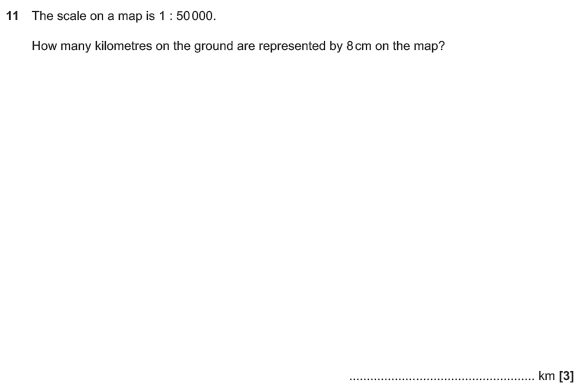 11 The scale on a map is 1 : 50 000.
How many kilometres on the ground are represented by 8 cm on the map?
...................................................... km [3]